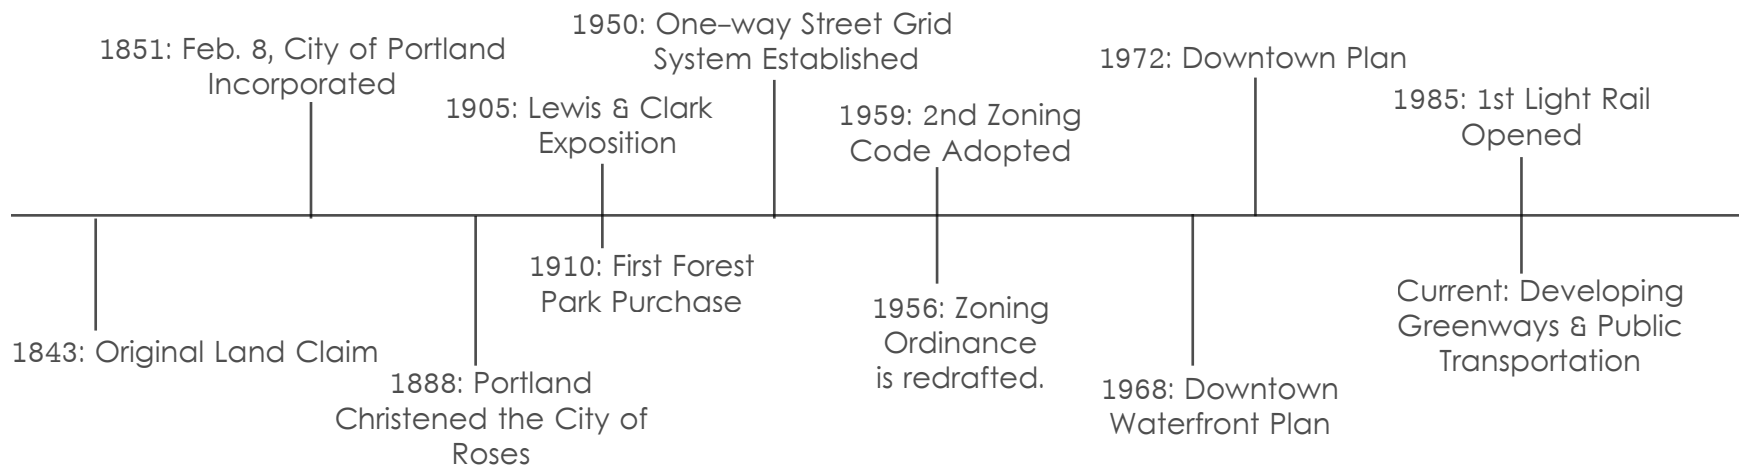 1851: Feb. 8, City of Portland
Incorporated
1905: Lewis & Clark
Exposition
1950: One-way Street Grid
System Established
1959: 2nd Zoning
Code Adopted
1972: Downtown Plan
1985: 1st Light Rail
Opened
1843: Original Land Claim
1888: Portland
Christened the City of
Roses
1910: First Forest
Park Purchase
1956: Zoning
Ordinance
is redrafted.
1968: Downtown
Waterfront Plan
Current: Developing
Greenways & Public
Transportation